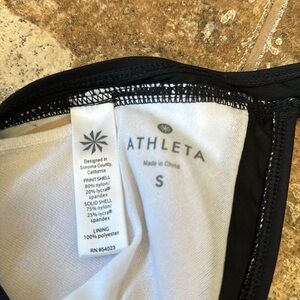 Designed in
Sonoma County,
California
PRINT SHELL
80% nylon/
20% lycra®
spandex
SOLID SHELL
75% nylon/
25% lycra®
spandex
LINING
100% polyester
RN #54023
ATHLETA
Made in China
S